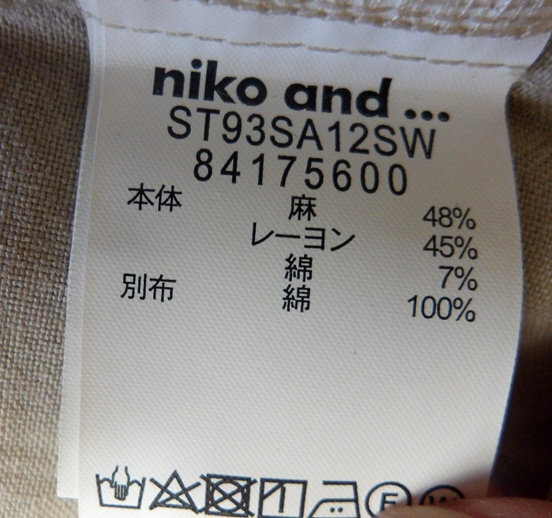 niko and ...
ST93SA12SW
84175600
本体 麻 48%
レーヨン 45%
綿 7%
別布 綿 100%
F
W